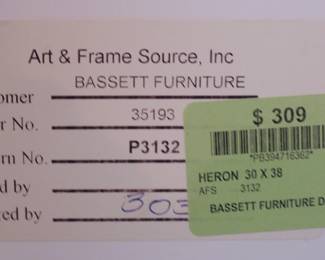 Art & Frame Source, Inc
BASSETT FURNITURE
omer
r No. 35193
rn No. P3132
d by
ed by 303
$ 309
*PB394716362*
HERON 30 X 38
AFS 3132
BASSETT FURNITURE D